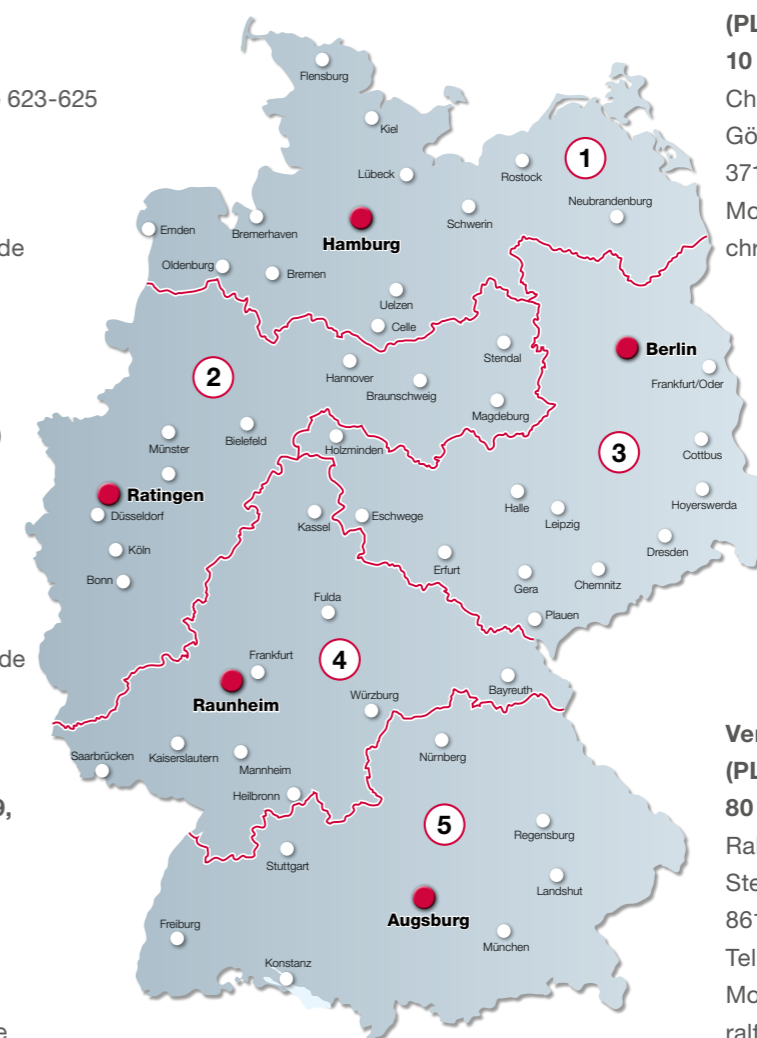 623-625
de
)
de
9,
e
Flensburg
Kiel
Lübeck
Rostock
1
Neubrandenburg
Schwerin
Emden
Bremerhaven
Hamburg
Oldenburg
Bremen
Uelzen
Celle
Stendal
Berlin
2
Hannover
Braunschweig
Frankfurt/Oder
Magdeburg
Münster
Bielefeld
Holzminden
3
Cottbus
Ratingen
Düsseldorf
Kassel
Eschwege
Halle
Leipzig
Hoyerswerda
Köln
Dresden
Bonn
Erfurt
Gera
Chemnitz
Fulda
Plauen
Frankfurt
4
Raunheim
Würzburg
Bayreuth
Saarbrücken
Kaiserslautern
Mannheim
Nürnberg
Heilbronn
5
Regensburg
Stuttgart
Landshut
Augsburg
Freiburg
München
Konstanz
(PL
10
Ch
Gö
371
Mo
chr
Ver
(PL
80
Ral
Ste
861
Tel
Mo
ralf